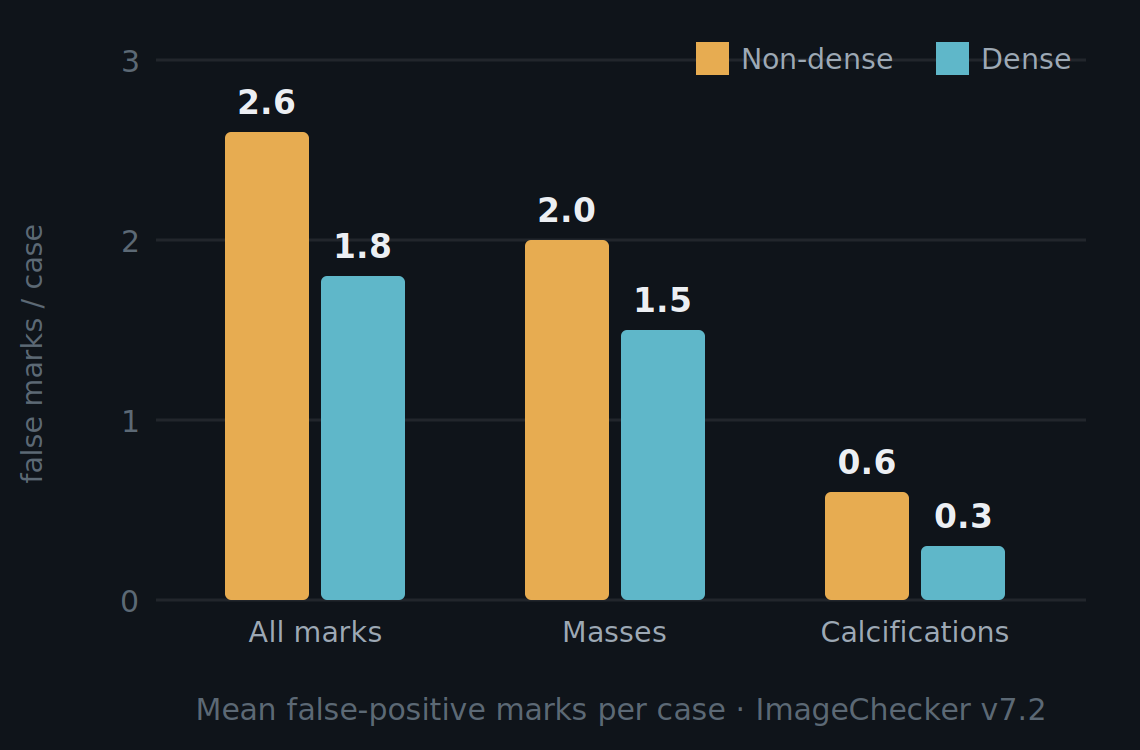 3
Non-dense
Dense
2.6
2.0
2
1.8
1.5
false marks / case
1
0.6
0.3
0
All marks
Masses
Calcifications
Mean false-positive marks per case · ImageChecker v7.2